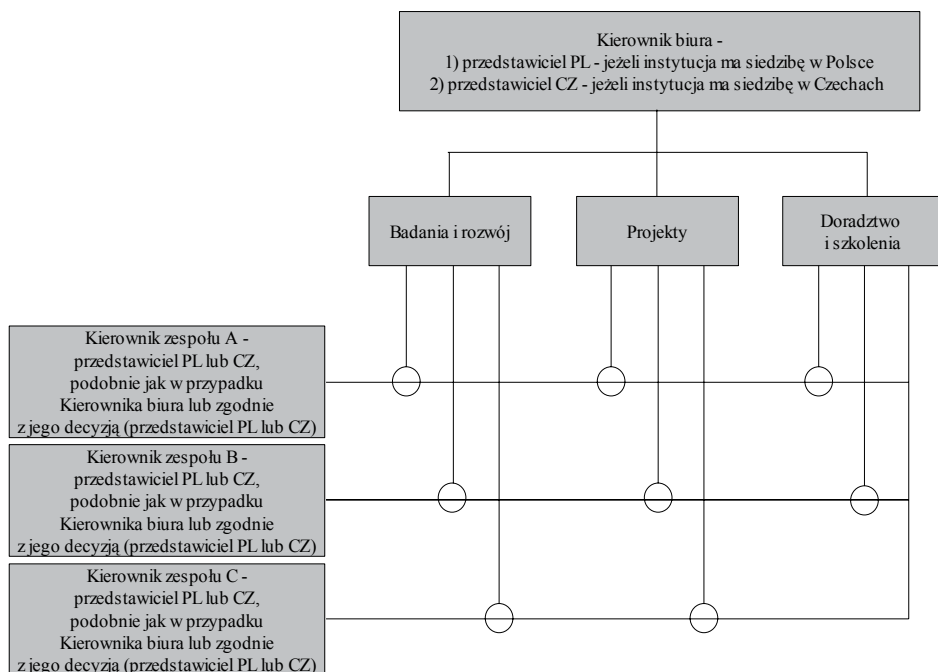 Kierownik biura -
1) przedstawiciel PL - jeżeli instytucja ma siedzibę w Polsce
2) przedstawiciel CZ - jeżeli instytucja ma siedzibę w Czechach
Badania i rozwój
Projekty
Doradztwo
i szkolenia
Kierownik zespołu A -
przedstawiciel PL lub CZ,
podobnie jak w przypadku
Kierownika biura lub zgodnie
z jego decyzją (przedstawiciel PL lub CZ)
Kierownik zespołu B -
przedstawiciel PL lub CZ,
podobnie jak w przypadku
Kierownika biura lub zgodnie
z jego decyzją (przedstawiciel PL lub CZ)
Kierownik zespołu C -
przedstawiciel PL lub CZ,
podobnie jak w przypadku
Kierownika biura lub zgodnie
z jego decyzją (przedstawiciel PL lub CZ)